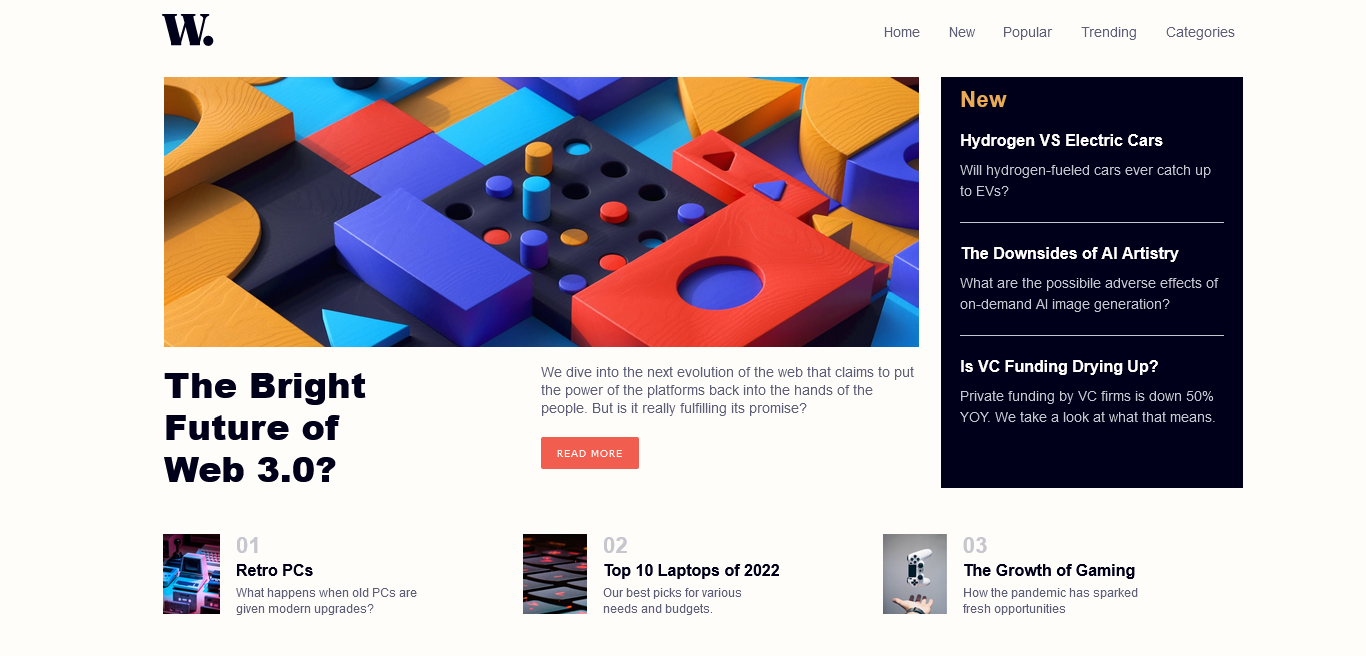 W.
Home New Popular Trending Categories
New
Hydrogen VS Electric Cars
Will hydrogen-fueled cars ever catch up
to EVs?
The Downsides of AI Artistry
What are the possibile adverse effects of
on-demand AI image generation?
Is VC Funding Drying Up?
Private funding by VC firms is down 50%
YOY. We take a look at what that means.
The Bright
Future of
Web 3.0?
We dive into the next evolution of the web that claims to put
the power of the platforms back into the hands of the
people. But is it really fulfilling its promise?
READ MORE
01
Retro PCs
What happens when old PCs are
given modern upgrades?
02
Top 10 Laptops of 2022
Our best picks for various
needs and budgets.
03
The Growth of Gaming
How the pandemic has sparked
fresh opportunities